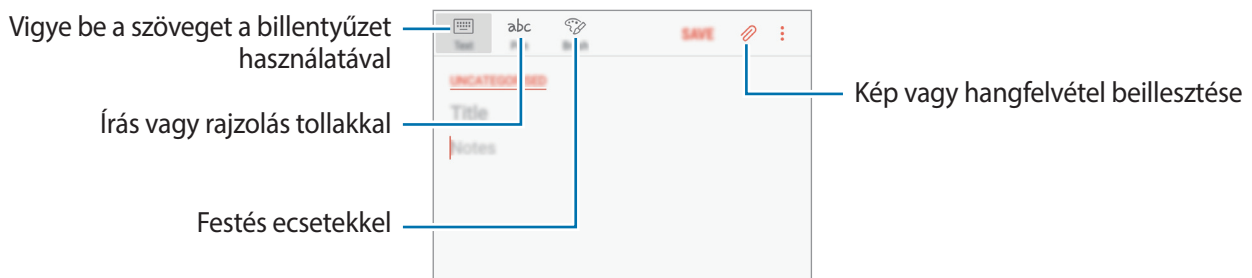 Vigye be a szöveget a billentyűzet
használatával
abc
Text
SAVE
UNCATEGORISED
Kép vagy hangfelvétel beillesztése
Title
Írás vagy rajzolás tollakkal
Notes
Festés ecsetekkel